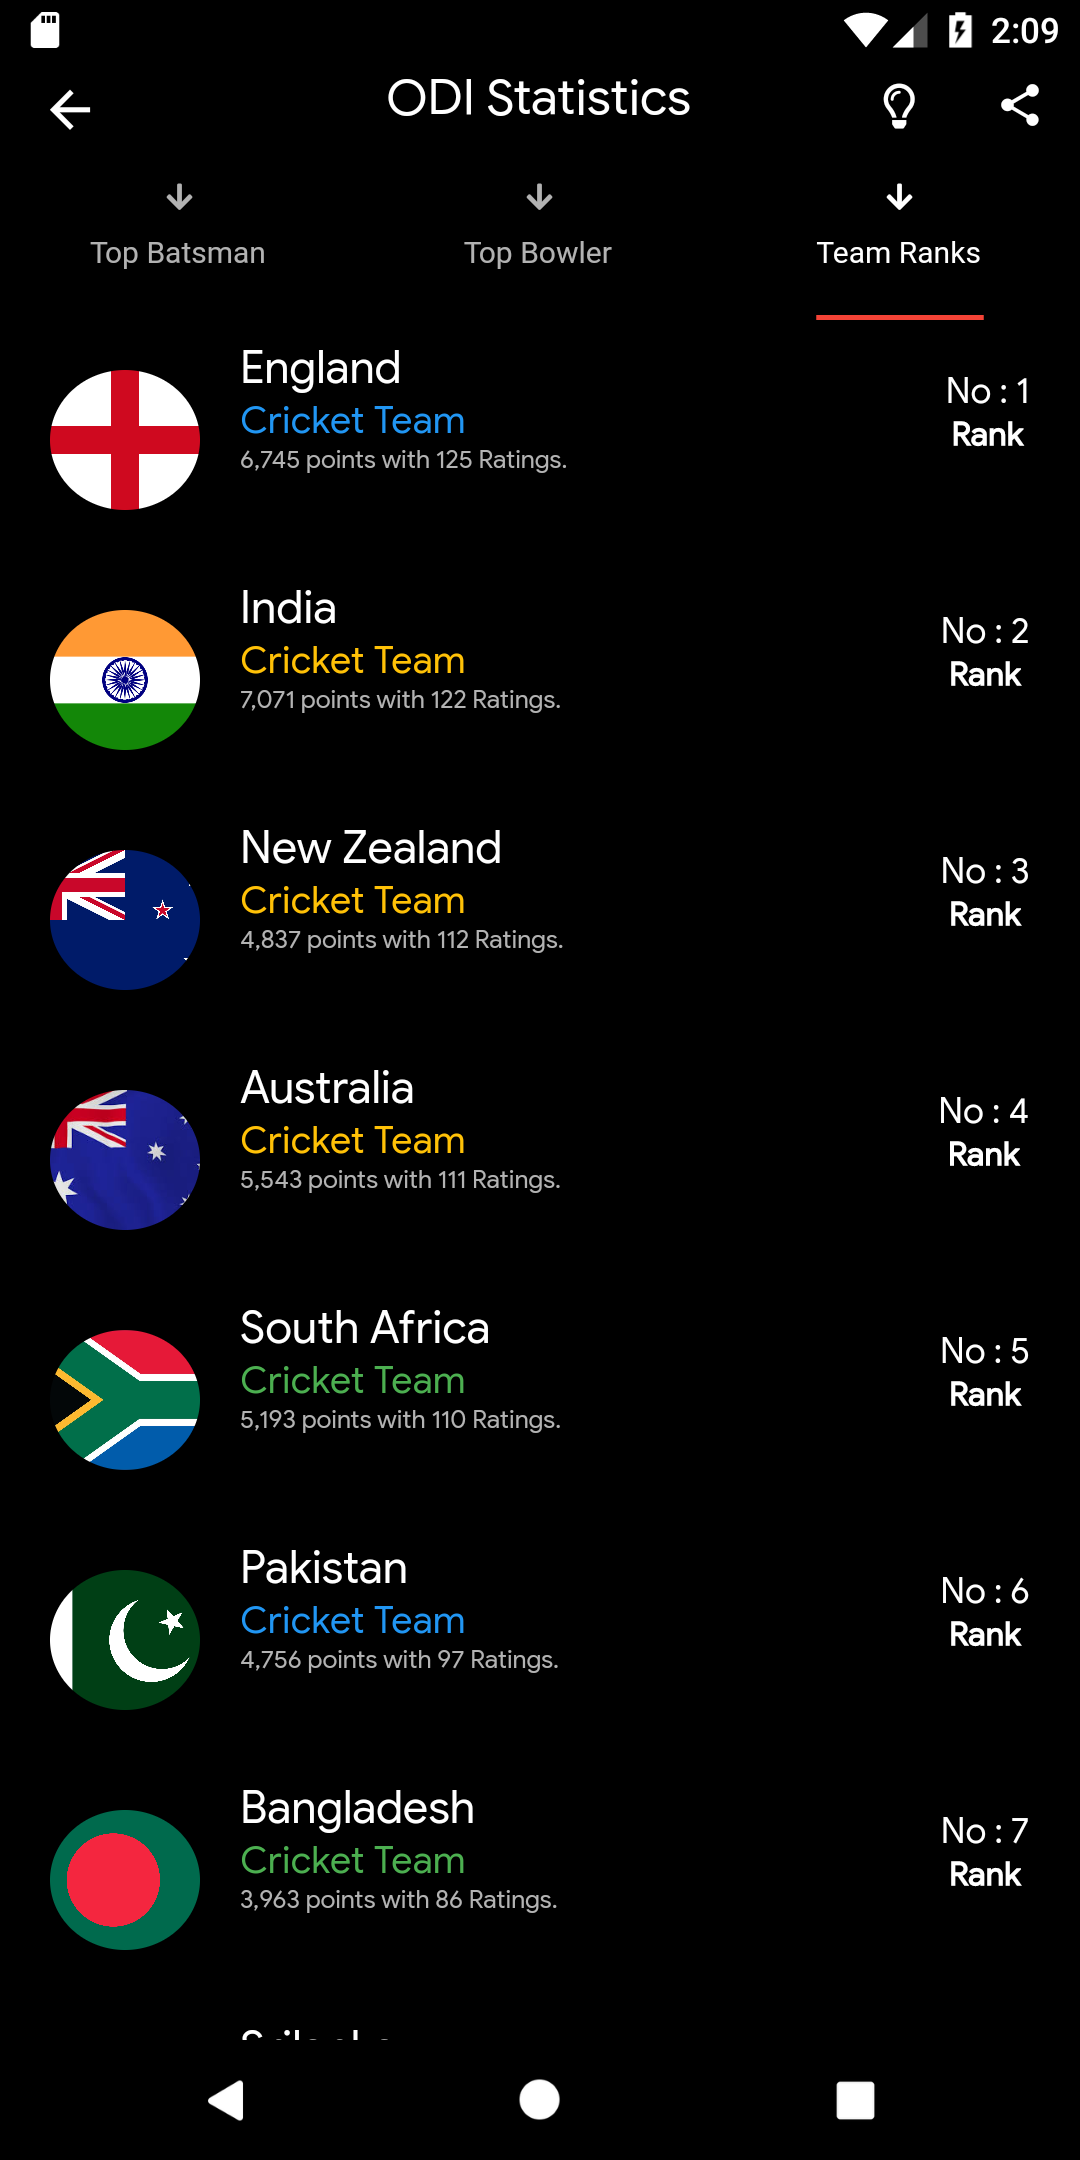 2:09
ODI Statistics
Top Batsman
Top Bowler
Team Ranks
England
Cricket Team
6,745 points with 125 Ratings.
No : 1
Rank
India
Cricket Team
7,071 points with 122 Ratings.
No : 2
Rank
New Zealand
Cricket Team
4,837 points with 112 Ratings.
No : 3
Rank
Australia
Cricket Team
5,543 points with 111 Ratings.
No : 4
Rank
South Africa
Cricket Team
5,193 points with 110 Ratings.
No : 5
Rank
Pakistan
Cricket Team
4,756 points with 97 Ratings.
No : 6
Rank
Bangladesh
Cricket Team
3,963 points with 86 Ratings.
No : 7
Rank